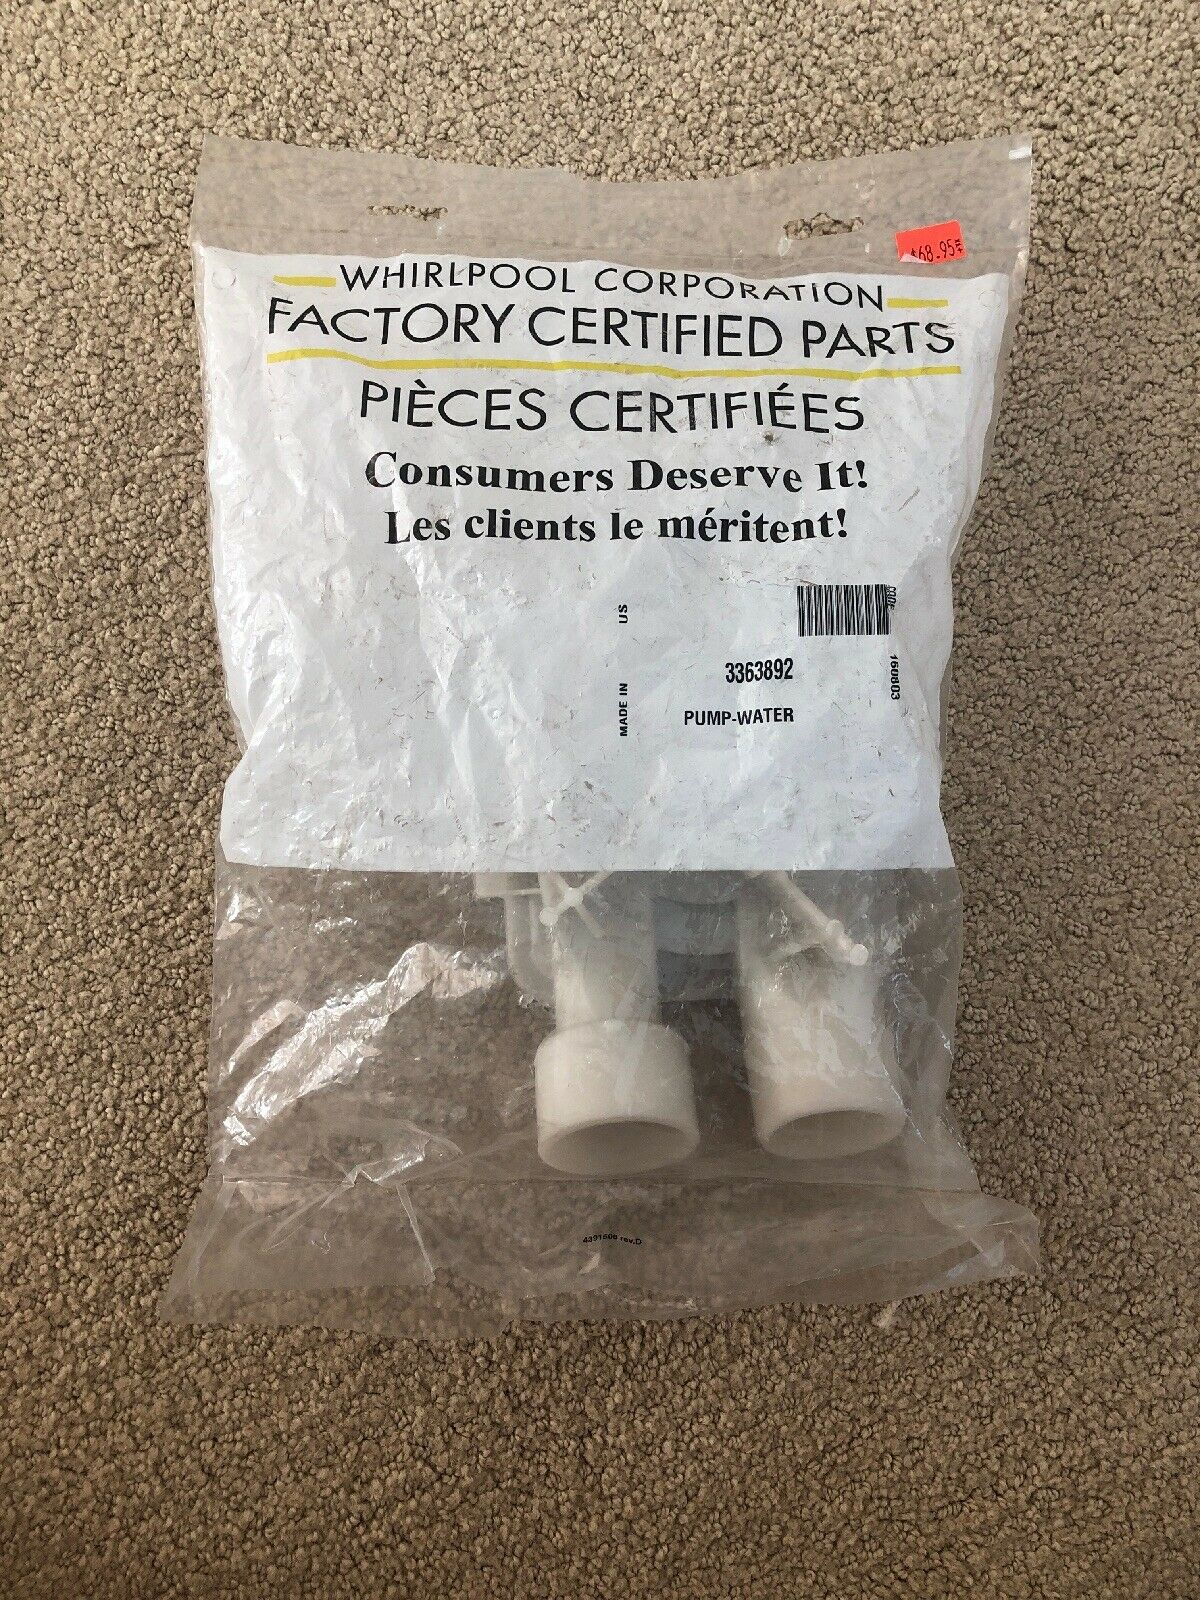 $68.95
WHIRLPOOL CORPORATION
FACTORY CERTIFIED PARTS
PIÈCES CERTIFIÉES
Consumers Deserve It!
Les clients le méritent!
MADE IN US
3363892
PUMP-WATER
160803
rev.D